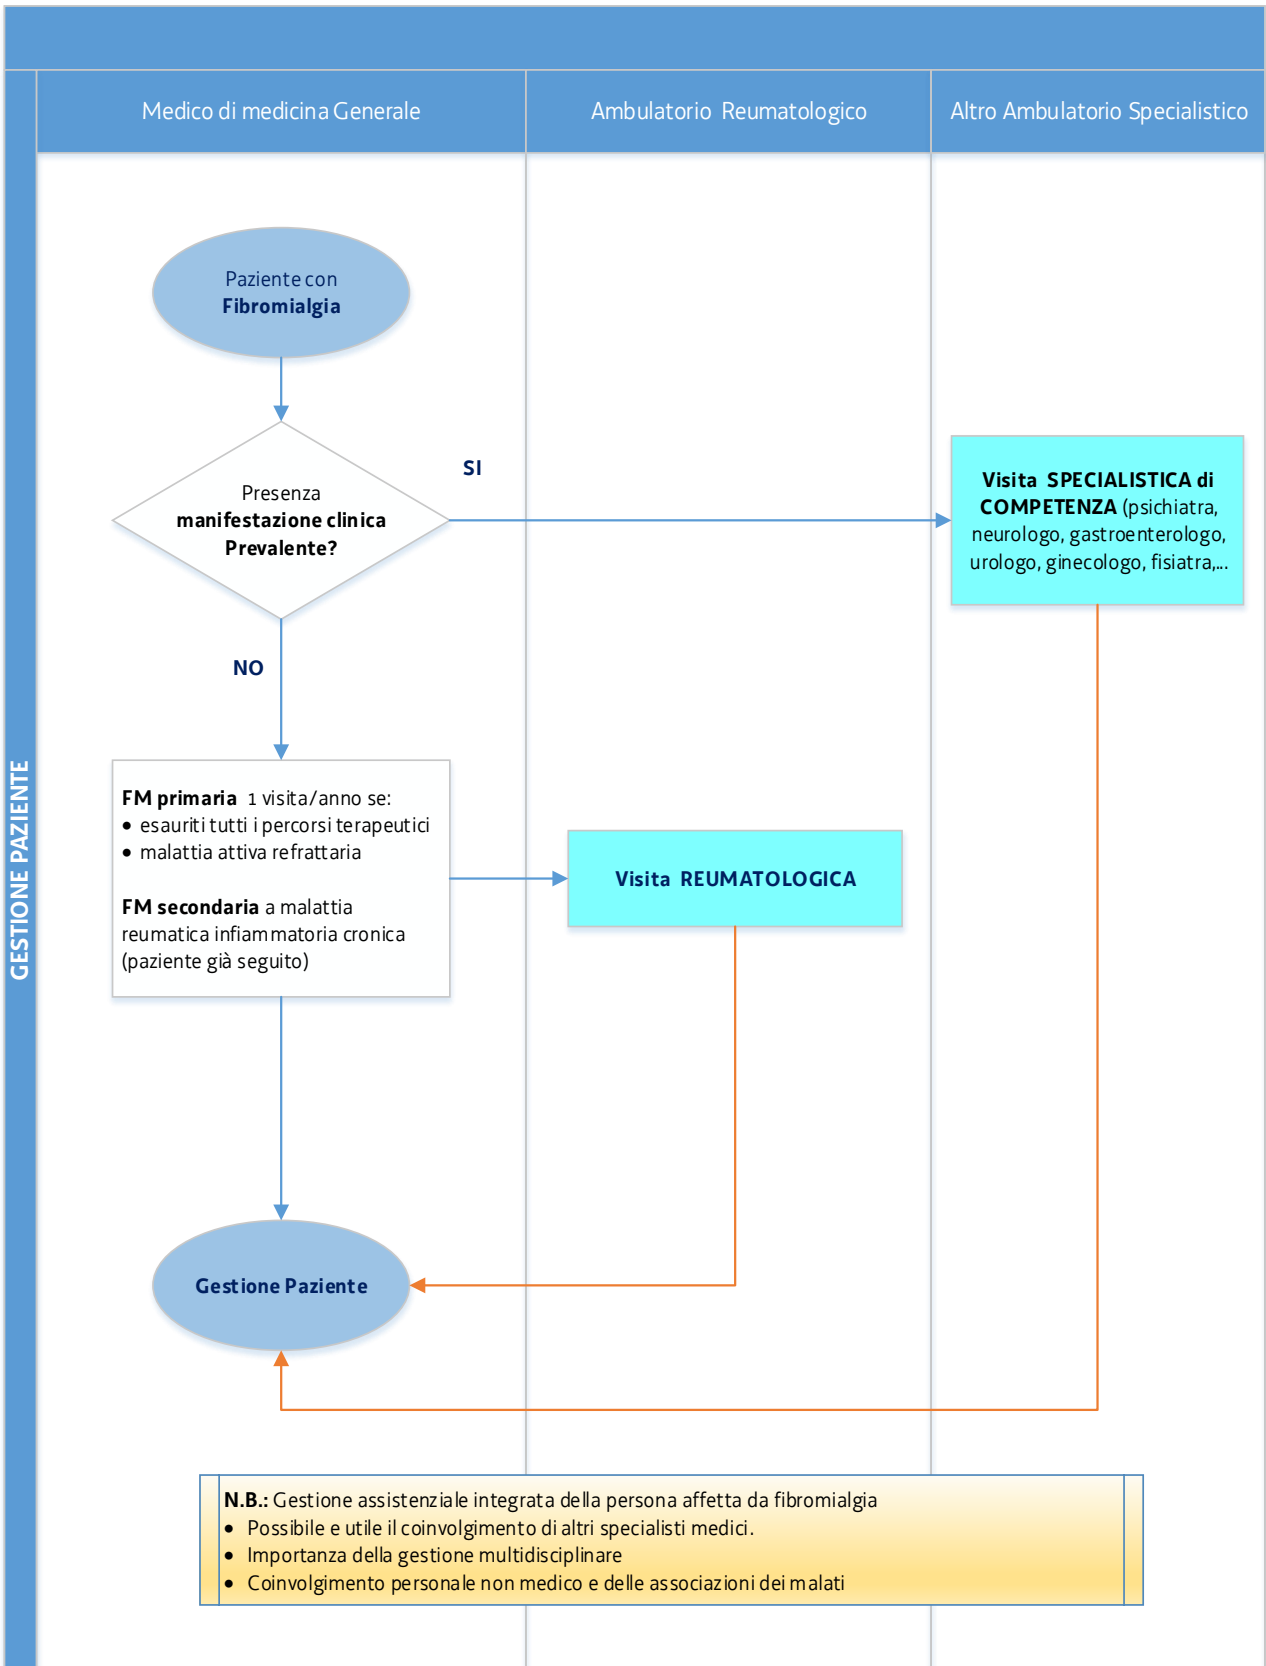 Medico di medicina Generale
Ambulatorio Reumatologico
Altro Ambulatorio Specialistico
GESTIONE PAZIENTE
Paziente con
Fibromialgia
Presenza
manifestazione clinica
Prevalente?
SI
Visita SPECIALISTICA di
COMPETENZA (psichiatra,
neurologo, gastroenterologo,
urologo, ginecologo, fisiatra,...
NO
FM primaria 1 visita/anno se:
• esauriti tutti i percorsi terapeutici
• malattia attiva refrattaria
FM secondaria a malattia
reumatica infiammatoria cronica
(paziente già seguito)
Visita REUMATOLOGICA
Gestione Paziente
N.B.: Gestione assistenziale integrata della persona affetta da fibromialgia
• Possibile e utile il coinvolgimento di altri specialisti medici.
• Importanza della gestione multidisciplinare
• Coinvolgimento personale non medico e delle associazioni dei malati